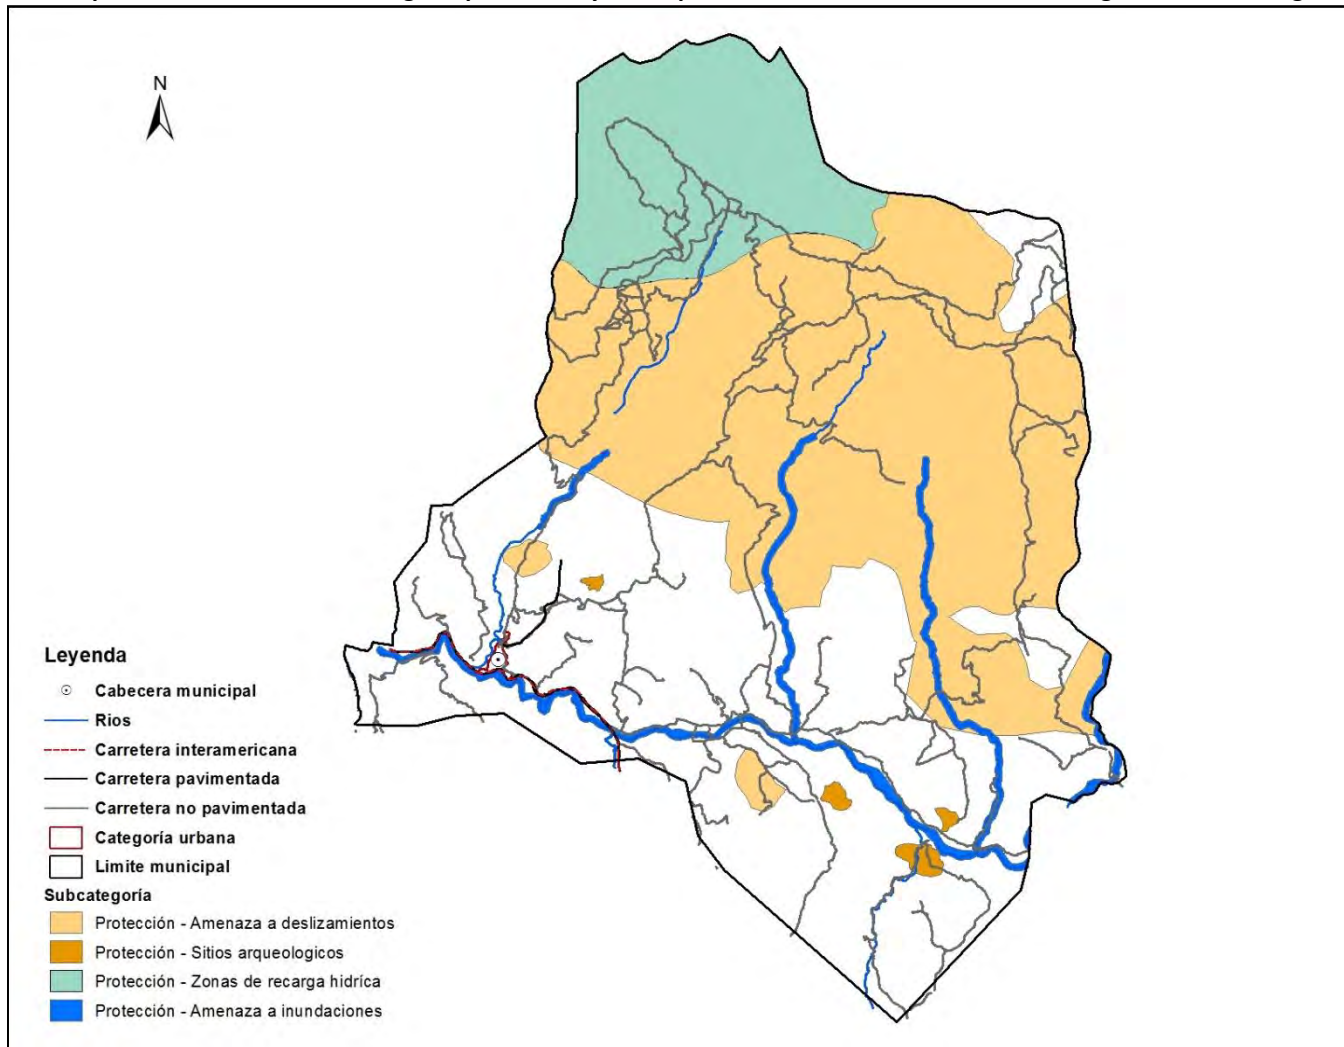 N
Leyenda
Cabecera municipal
Rios
Carretera interamericana
Carretera pavimentada
Carretera no pavimentada
Categoría urbana
Limite municipal
Subcategoría
Protección - Amenaza a deslizamientos
Protección - Sitios arqueologicos
Protección - Zonas de recarga hidríca
Protección - Amenaza a inundaciones